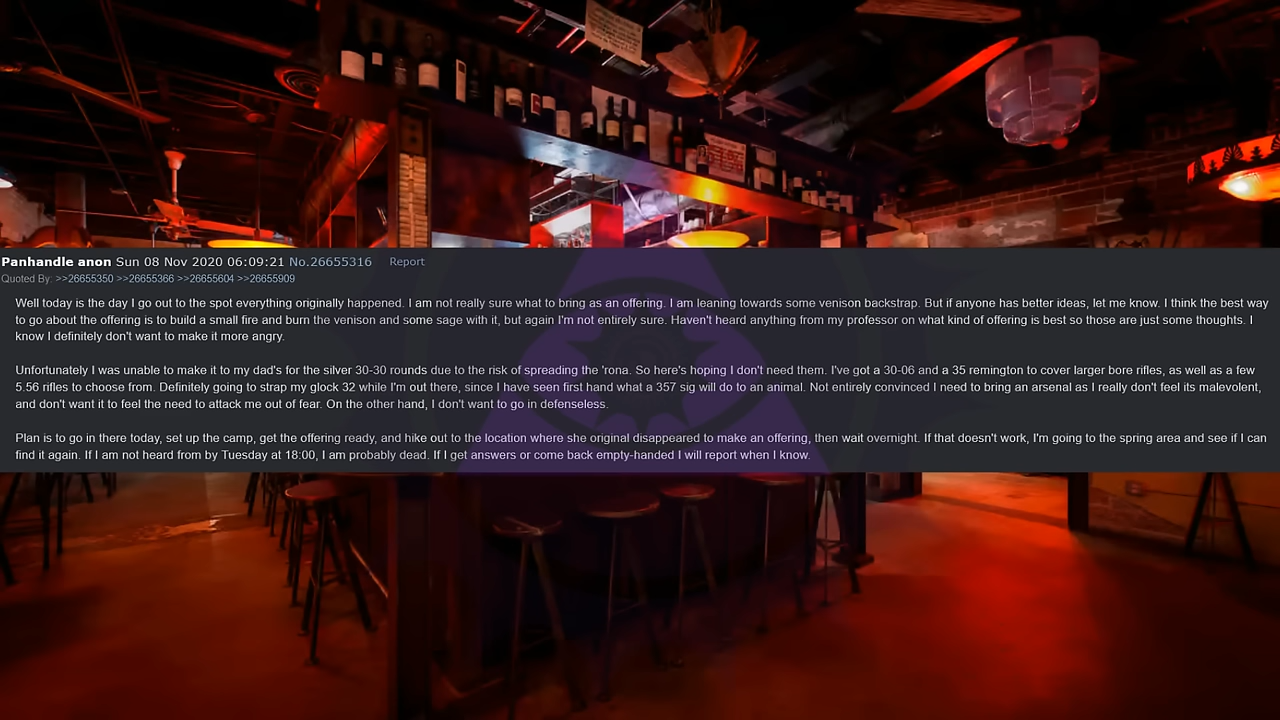 Panhandle anon Sun 08 Nov 2020 06:09:21 No.26655316 Report
Quoted By: >>26655350 >>26655366 >>26655604 >>26655909
Well today is the day I go out to the spot everything originally happened. I am not really sure what to bring as an offering. I am leaning towards some venison backstrap. But if anyone has better ideas, let me know. I think the best way
to go about the offering is to build a small fire and burn the venison and some sage with it, but again I'm not entirely sure. Haven't heard anything from my professor on what kind of offering is best so those are just some thoughts. I
know I definitely don't want to make it more angry.
Unfortunately I was unable to make it to my dad's for the silver 30-30 rounds due to the risk of spreading the 'rona. So here's hoping I don't need them. I've got a 30-06 and a 35 remington to cover larger bore rifles, as well as a few
5.56 rifles to choose from. Definitely going to strap my glock 32 while I'm out there, since I have seen first hand what a 357 sig will do to an animal. Not entirely convinced I need to bring an arsenal as I really don't feel its malevolent,
and don't want it to feel the need to attack me out of fear. On the other hand, I don't want to go in defenseless.
Plan is to go in there today, set up the camp, get the offering ready, and hike out to the location where she original disappeared to make an offering, then wait overnight. If that doesn't work, I'm going to the spring area and see if I can
find it again. If I am not heard from by Tuesday at 18:00, I am probably dead. If I get answers or come back empty-handed I will report when I know.